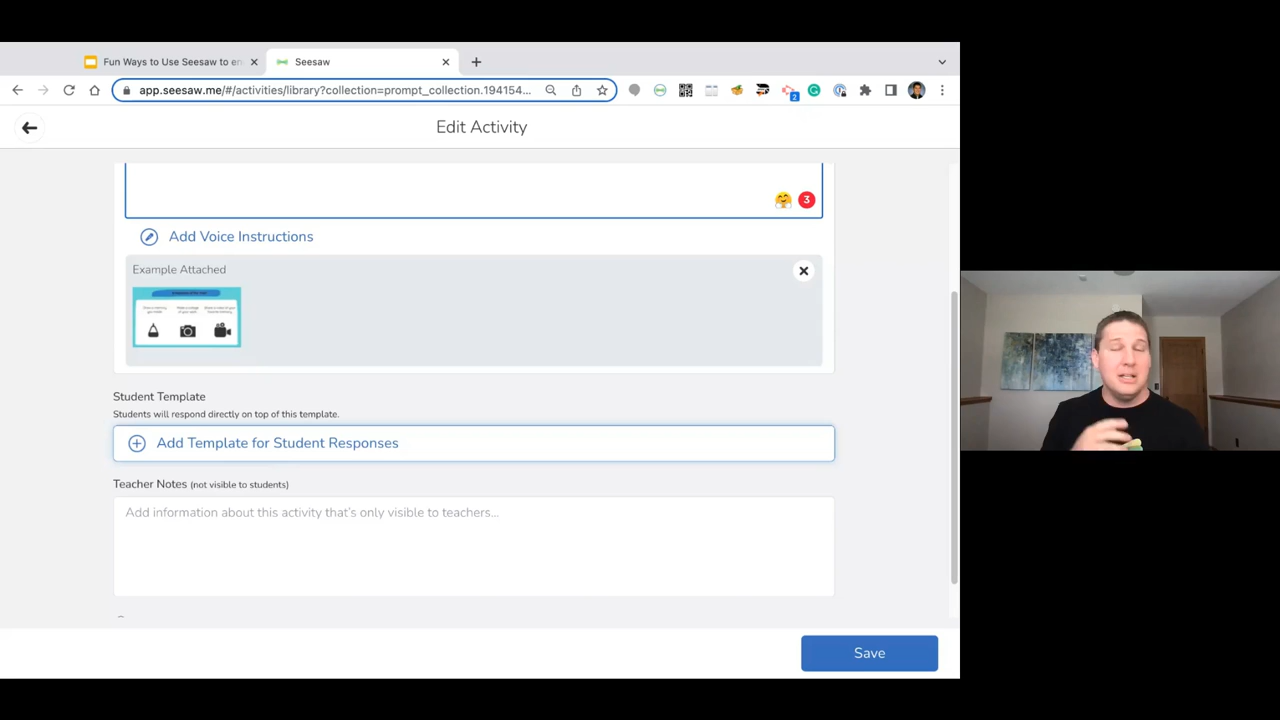 Fun Ways to Use Seesaw to en
Seesaw
app.seesaw.me/#/activities/library?collection=prompt_collection.194154...
2
Edit Activity
3
Add Voice Instructions
Example Attached
Student Template
Students will respond directly on top of this template.
Add Template for Student Responses
Teacher Notes (not visible to students)
Add information about this activity that's only visible to teachers...
Save